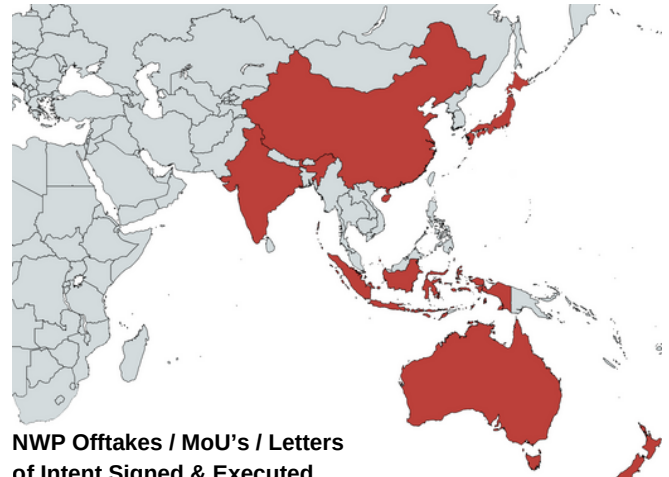 NWP Offtakes / MoU's / Letters
of Intent Signed & Executed